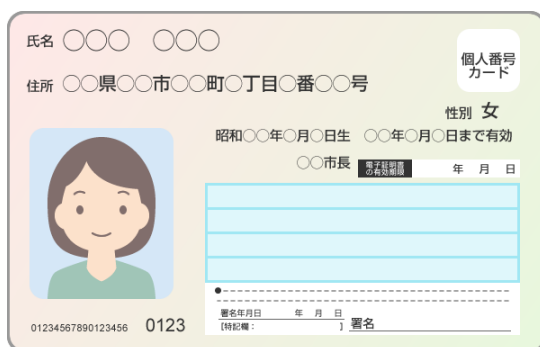 氏名 ○○○ ○○○
個人番号
カード
住所 ○○県○○市○○町○丁目○番○○号
性別 女
昭和○○年○月○日生 ○○年○月○日まで有効
○○市長 電子証明書
の有効期限 年 月 日
署名年月日 年 月 日
[特記欄: ] 署名
01234567890123456 0123